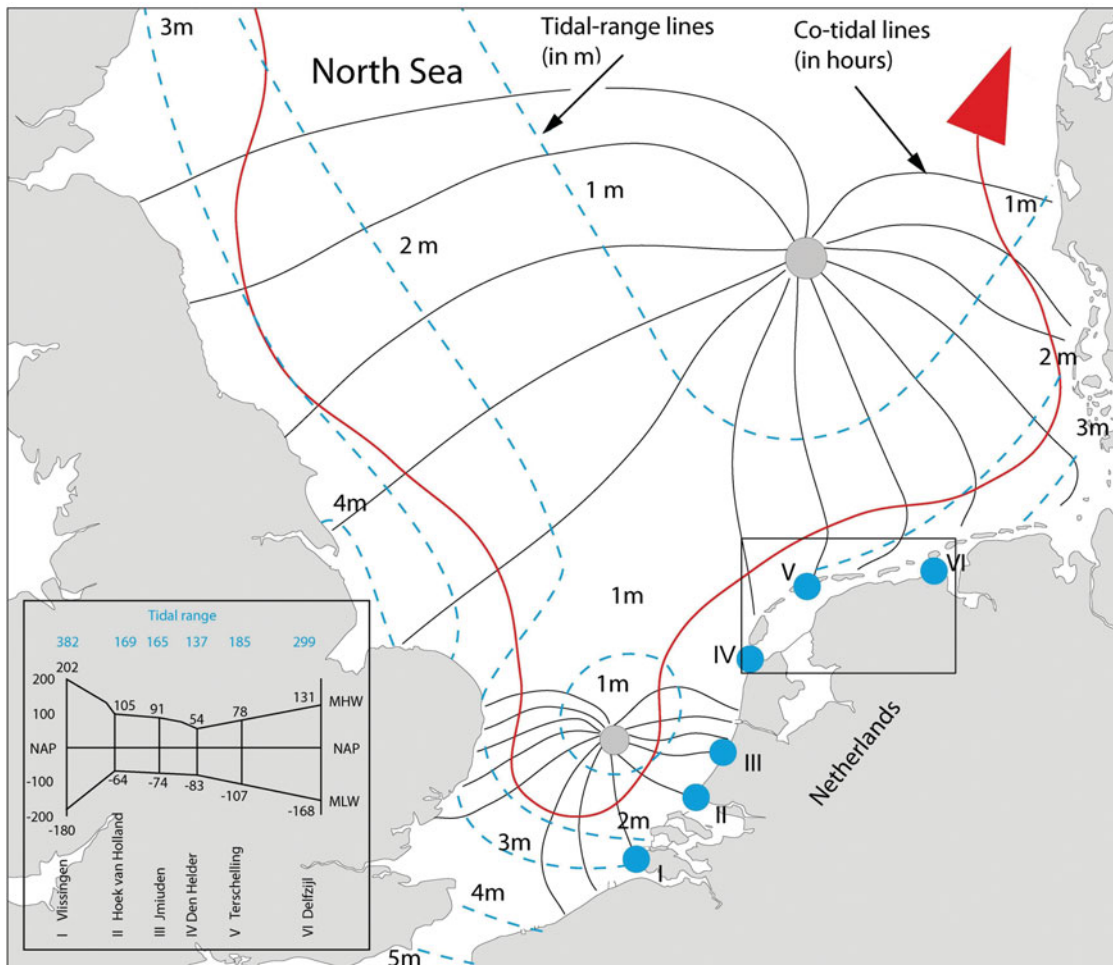 3m
Tidal-range lines
(in m)
Co-tidal lines
(in hours)
North Sea
1 m
1m
2 m
2 m
3m
4m
V
VI
1m
IV
1m
III
Netherlands
II
2m
3m
I
4m
5m
Tidal range
382 169 165 137 185 299
202
200
105 91 54 78 131 MHW
100
NAP NAP
-100
-64 -74 -83 -107 -168 MLW
-200
-180
I Vlissingen
II Hoek van Holland
III Jmiuden
IV Den Helder
V Terschelling
VI Delfzijl